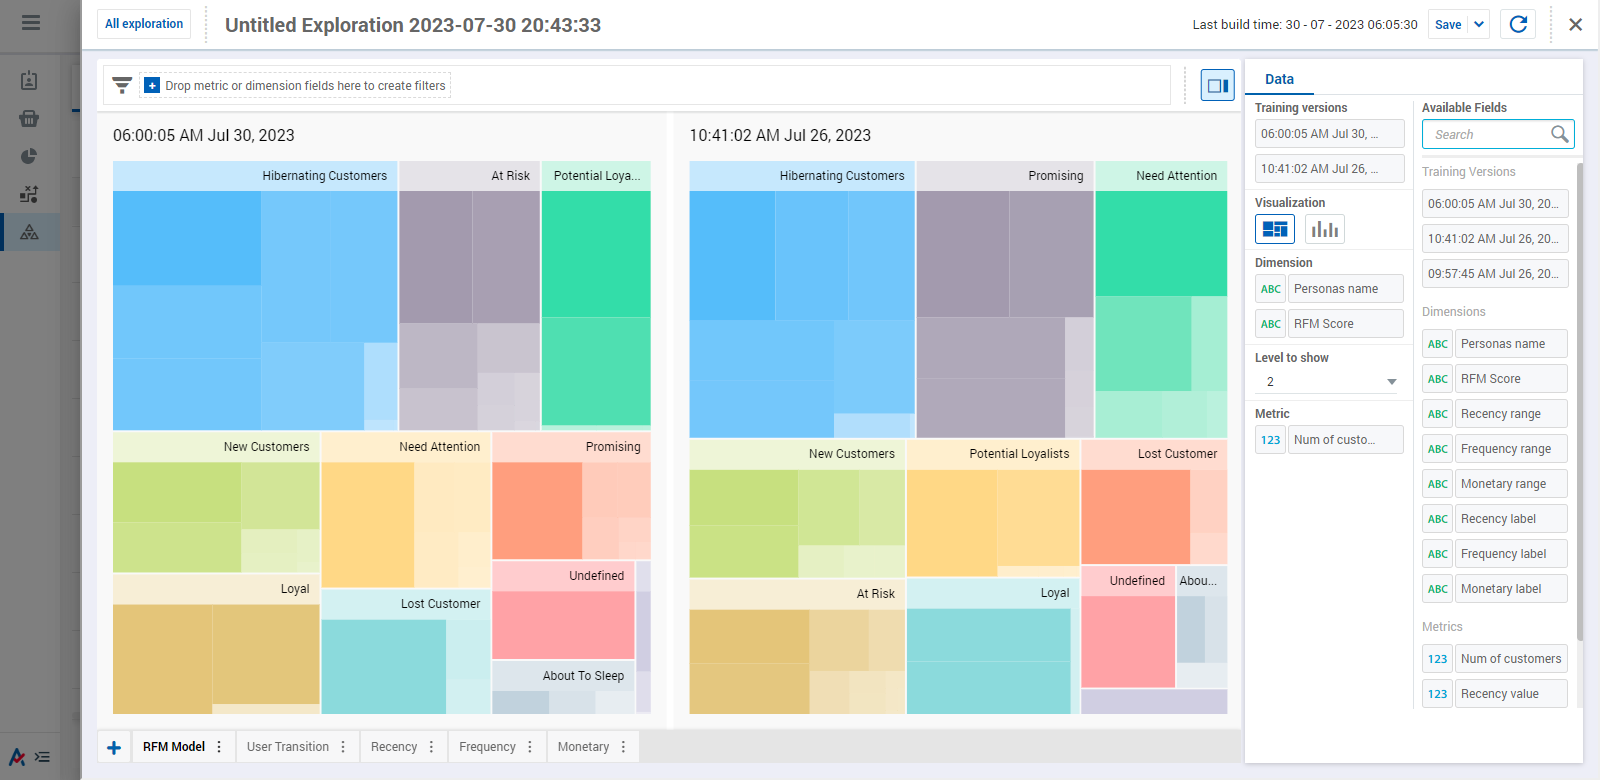 All exploration
Untitled Exploration 2023-07-30 20:43:33
Last build time: 30 - 07 - 2023 06:05:30
Save
Drop metric or dimension fields here to create filters
06:00:05 AM Jul 30, 2023
Hibernating Customers
At Risk
Potential Loya...
New Customers
Need Attention
Promising
Loyal
Lost Customer
Undefined
About To Sleep
10:41:02 AM Jul 26, 2023
Hibernating Customers
Promising
Need Attention
New Customers
Potential Loyalists
Lost Customer
At Risk
Loyal
Undefined
Abou...
RFM Model
User Transition
Recency
Frequency
Monetary
Data
Training versions
06:00:05 AM Jul 30, ...
10:41:02 AM Jul 26, ...
Visualization
Dimension
ABC Personas name
ABC RFM Score
Level to show
2
Metric
123 Num of custo...
Available Fields
Search
Training Versions
06:00:05 AM Jul 30, 20...
10:41:02 AM Jul 26, 20...
09:57:45 AM Jul 26, 20...
Dimensions
ABC Personas name
ABC RFM Score
ABC Recency range
ABC Frequency range
ABC Monetary range
ABC Recency label
ABC Frequency label
ABC Monetary label
Metrics
123 Num of customers
123 Recency value